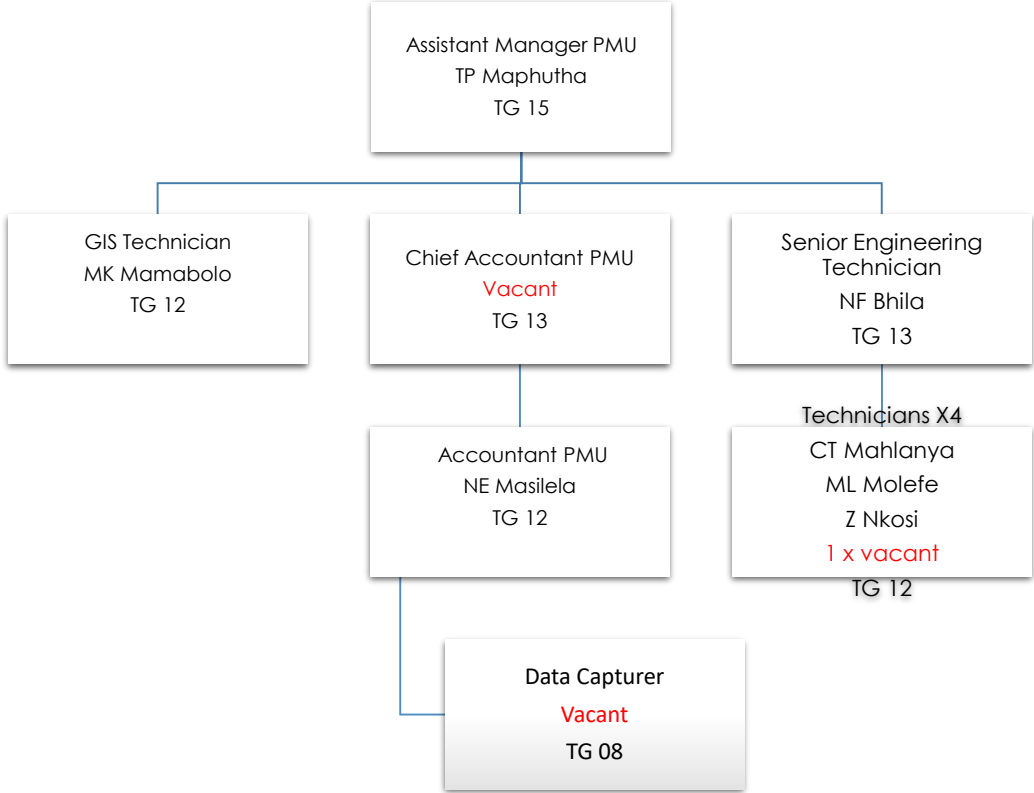 Assistant Manager PMU
TP Maphutha
TG 15
GIS Technician
MK Mamabolo
TG 12
Chief Accountant PMU
Vacant
TG 13
Senior Engineering
Technician
NF Bhila
TG 13
Accountant PMU
NE Masilela
TG 12
Technicians X4
CT Mahlanya
ML Molefe
Z Nkosi
1 x vacant
TG 12
Data Capturer
Vacant
TG 08